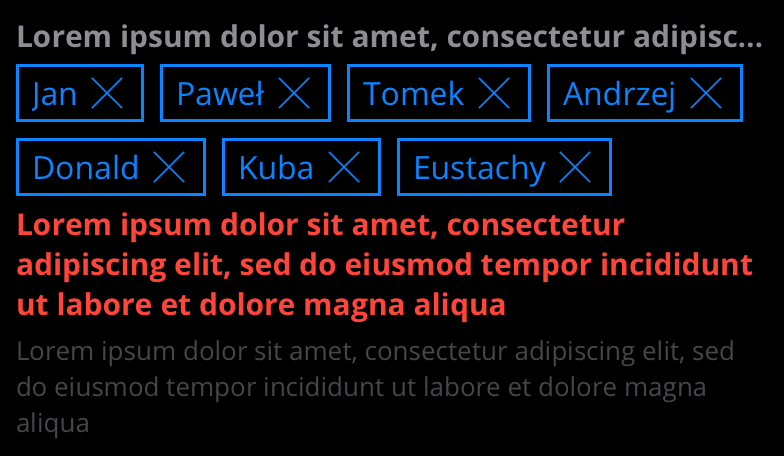 Lorem ipsum dolor sit amet, consectetur adipisc...
Jan Paweł Tomek Andrzej
Donald Kuba Eustachy
Lorem ipsum dolor sit amet, consectetur
adipiscing elit, sed do eiusmod tempor incididunt
ut labore et dolore magna aliqua
Lorem ipsum dolor sit amet, consectetur adipiscing elit, sed
do eiusmod tempor incididunt ut labore et dolore magna
aliqua